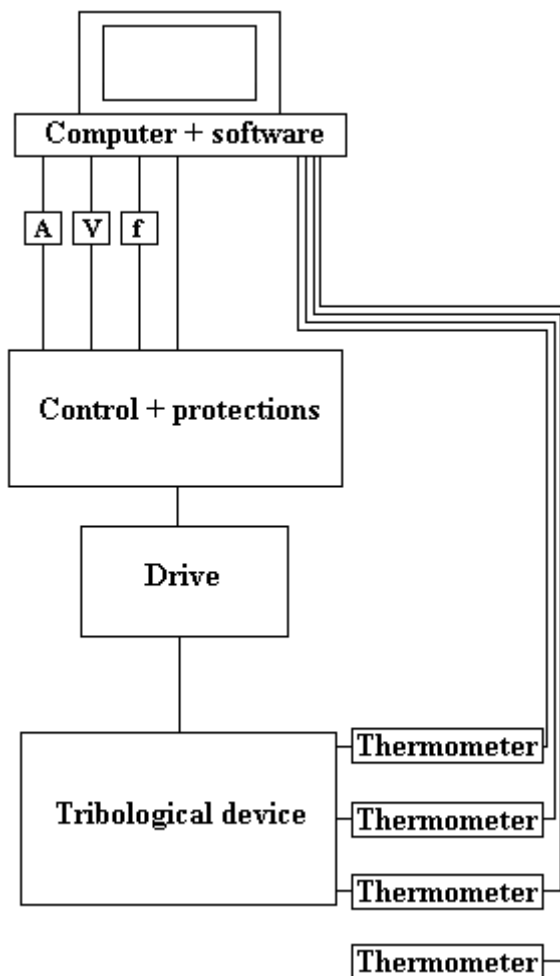 Computer + software
A V f
Control + protections
Drive
Thermometer
Tribological device
Thermometer
Thermometer
Thermometer